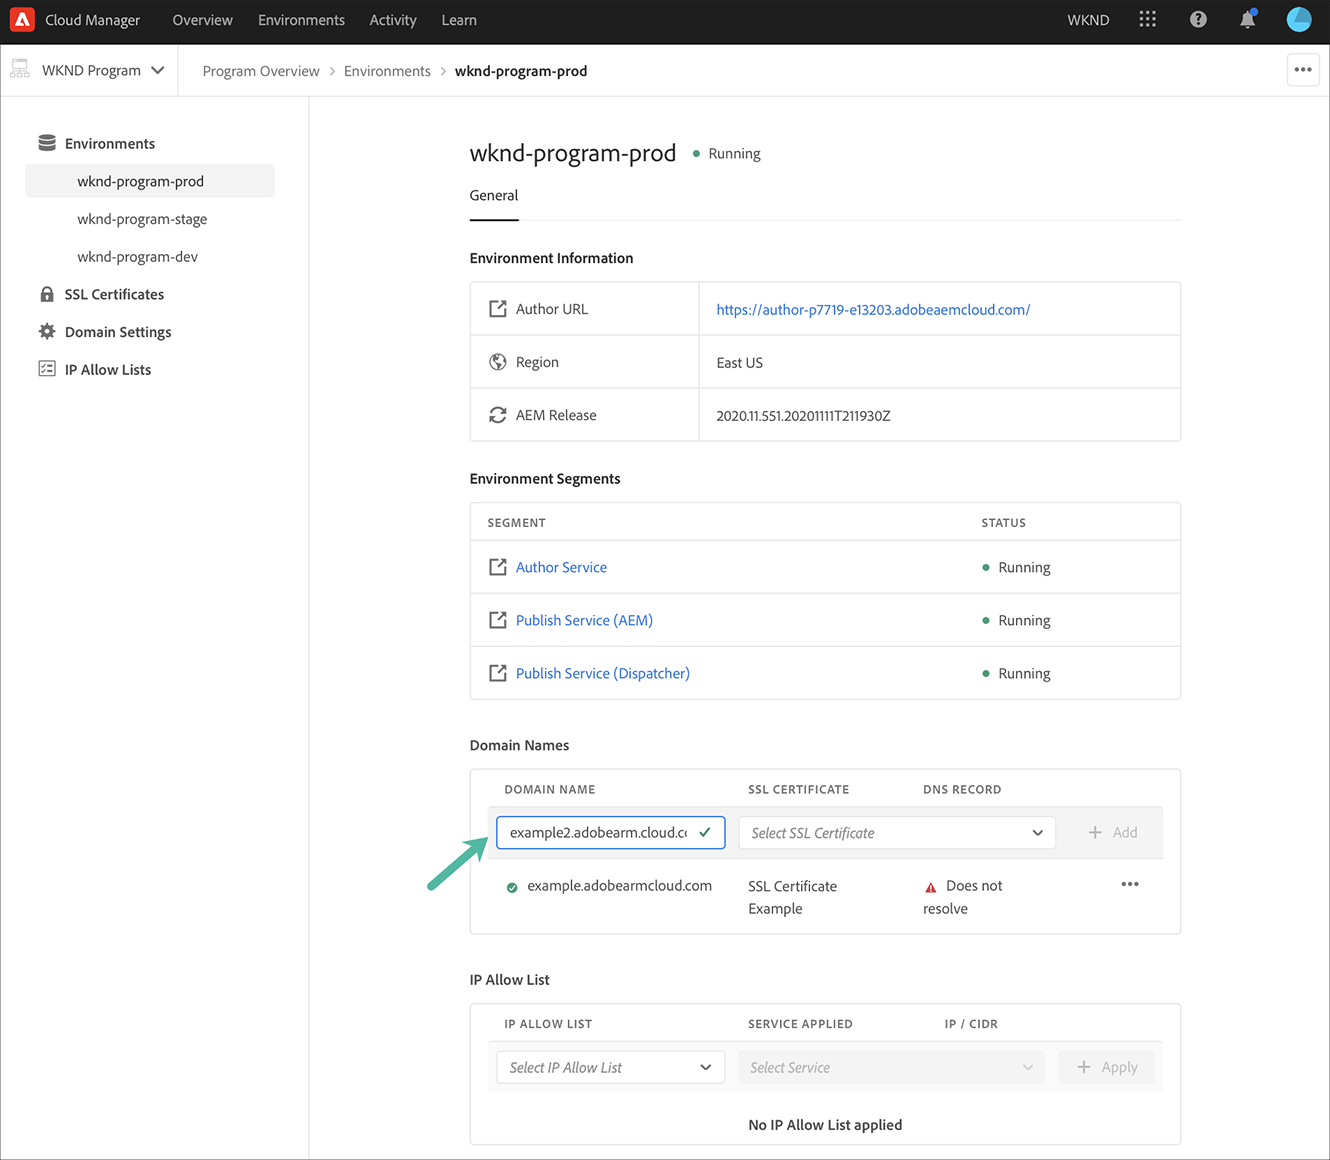 Cloud Manager Overview Environments Activity Learn WKND
WKND Program Program Overview > Environments > wknd-program-prod
Environments
wknd-program-prod
wknd-program-stage
wknd-program-dev
SSL Certificates
Domain Settings
IP Allow Lists
wknd-program-prod Running
General
Environment Information
Author URL https://author-p7719-e13203.adobeaemcloud.com/
Region East US
AEM Release 2020.11.551.20201111T211930Z
Environment Segments
SEGMENT STATUS
Author Service Running
Publish Service (AEM) Running
Publish Service (Dispatcher) Running
Domain Names
DOMAIN NAME SSL CERTIFICATE DNS RECORD
example2.adobearm.cloud.co Select SSL Certificate + Add
example.adobearmcloud.com SSL Certificate Does not
Example resolve
IP Allow List
IP ALLOW LIST SERVICE APPLIED IP / CIDR
Select IP Allow List Select Service + Apply
No IP Allow List applied